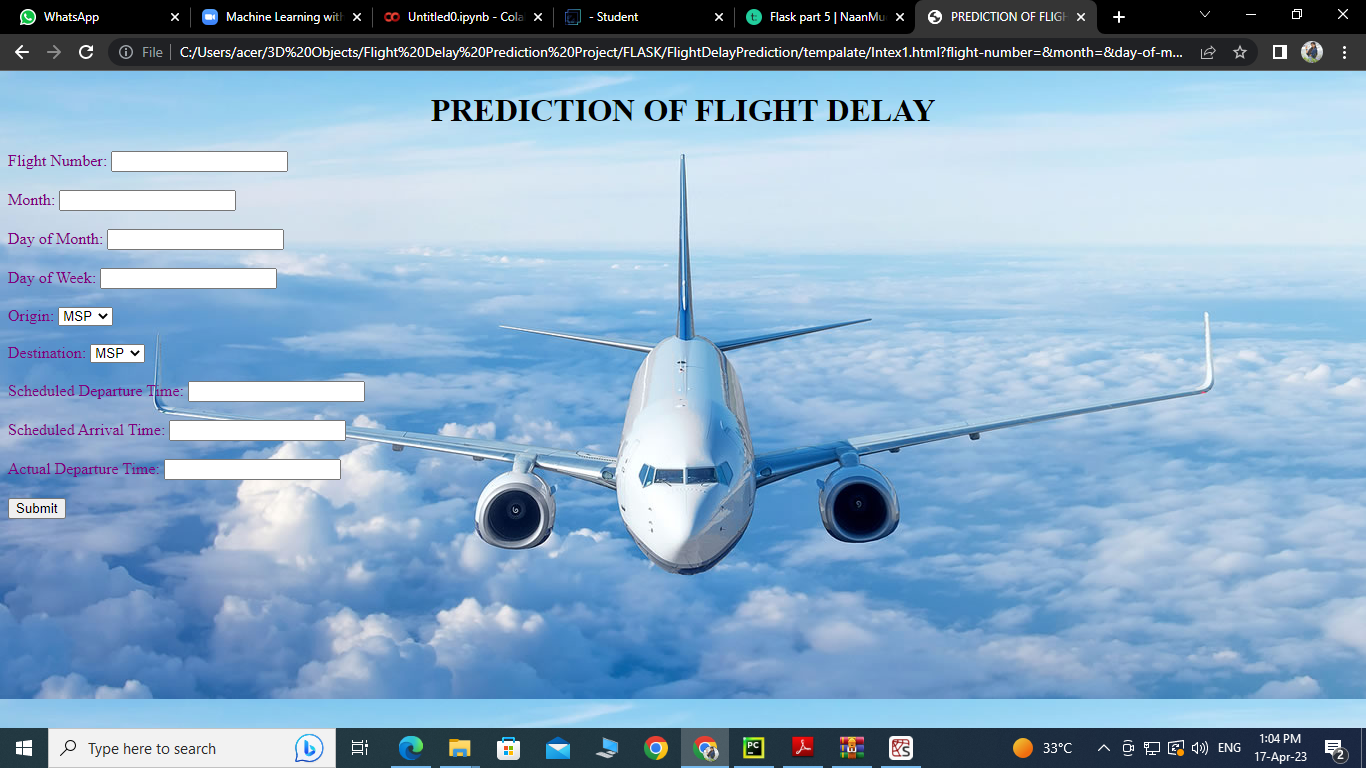 WhatsApp
Machine Learning with
Untitled0.ipynb - Cola
- Student
Flask part 5 | NaanMu
PREDICTION OF FLIGH
File
C:/Users/acer/3D%20Objects/Flight%20Delay%20Prediction%20Project/FLASK/FlightDelayPrediction/tempalate/Intex1.html?flight-number=&month=&day-of-m...
PREDICTION OF FLIGHT DELAY
Flight Number:
Month:
Day of Month:
Day of Week:
Origin: MSP
Destination: MSP
Scheduled Departure Time:
Scheduled Arrival Time:
Actual Departure Time:
Submit
Type here to search
PC
33°C
ENG
1:04 PM
17-Apr-23
2